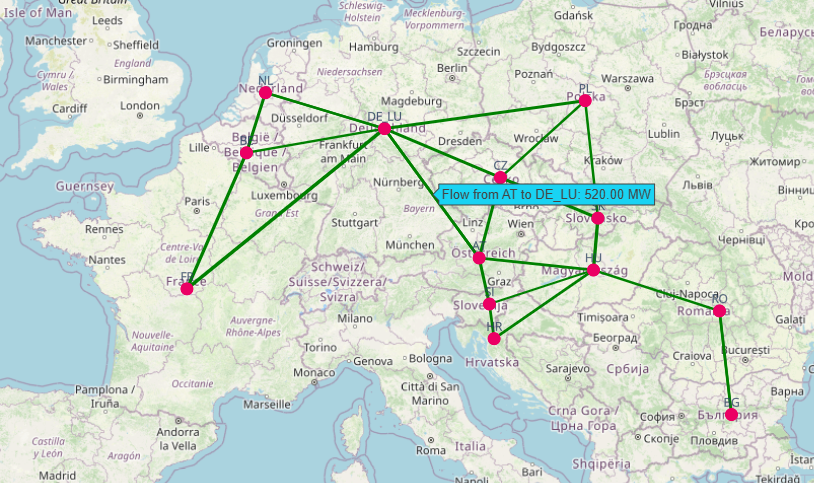 Isle of Man
Leeds
Manchester
Sheffield
England
Cymru /
Wales
Birmingham
Cardiff
London
Guernsey
Rennes
Nantes
Lille
Paris
Centre-Val
de Loire
Nouvelle-
Aquitaine
Occitanie
Pamplona /
Iruña
Castilla
y León
Madrid
Aragón
Andorra
la Vella
Marseille
Monaco
Auvergne-
Rhône-Alpes
FR
France
BE
België /
Belgique /
Belgien
NL
Nederland
Groningen
Schleswig-
Holstein
Hamburg
Mecklenburg-
Vorpommern
Niedersachsen
Szczecin
Berlin
Magdeburg
Düsseldorf
DE_LU
Deutschland
Frankfurt
am Main
Dresden
Luxembourg
Grand Est
Nürnberg
Bayern
Stuttgart
München
Schweiz/
Suisse/Svizzera/
Svizra
Milano
Torino
Genova
Bologna
Città di San
Marino
Roma
Italia
Gdańsk
Bydgoszcz
Poznań
Warszawa
PL
Polska
Wrocław
Lublin
Kraków
CZ
Flow from AT to DE_LU: 520.00 MW
Linz
Wien
Slovensko
AT
Österreich
Graz
HU
Magyarország
SI
Slovenija
HR
Hrvatska
Vilnius
Гродна
Białystok
Беларусь
Брэсцкая
вобласць
Брэст
Луцьк
Житомир
Львів
Вінниця
Чернівці
Cluj-Napoca
RO
România
Timișoara
Београд
Craiova
București
Galați
Sarajevo
Србија
Crna Gora /
Црна Гора
София
Скопје
Shqipëria
BG
България
Пловдив
Варна
Tekirdağ